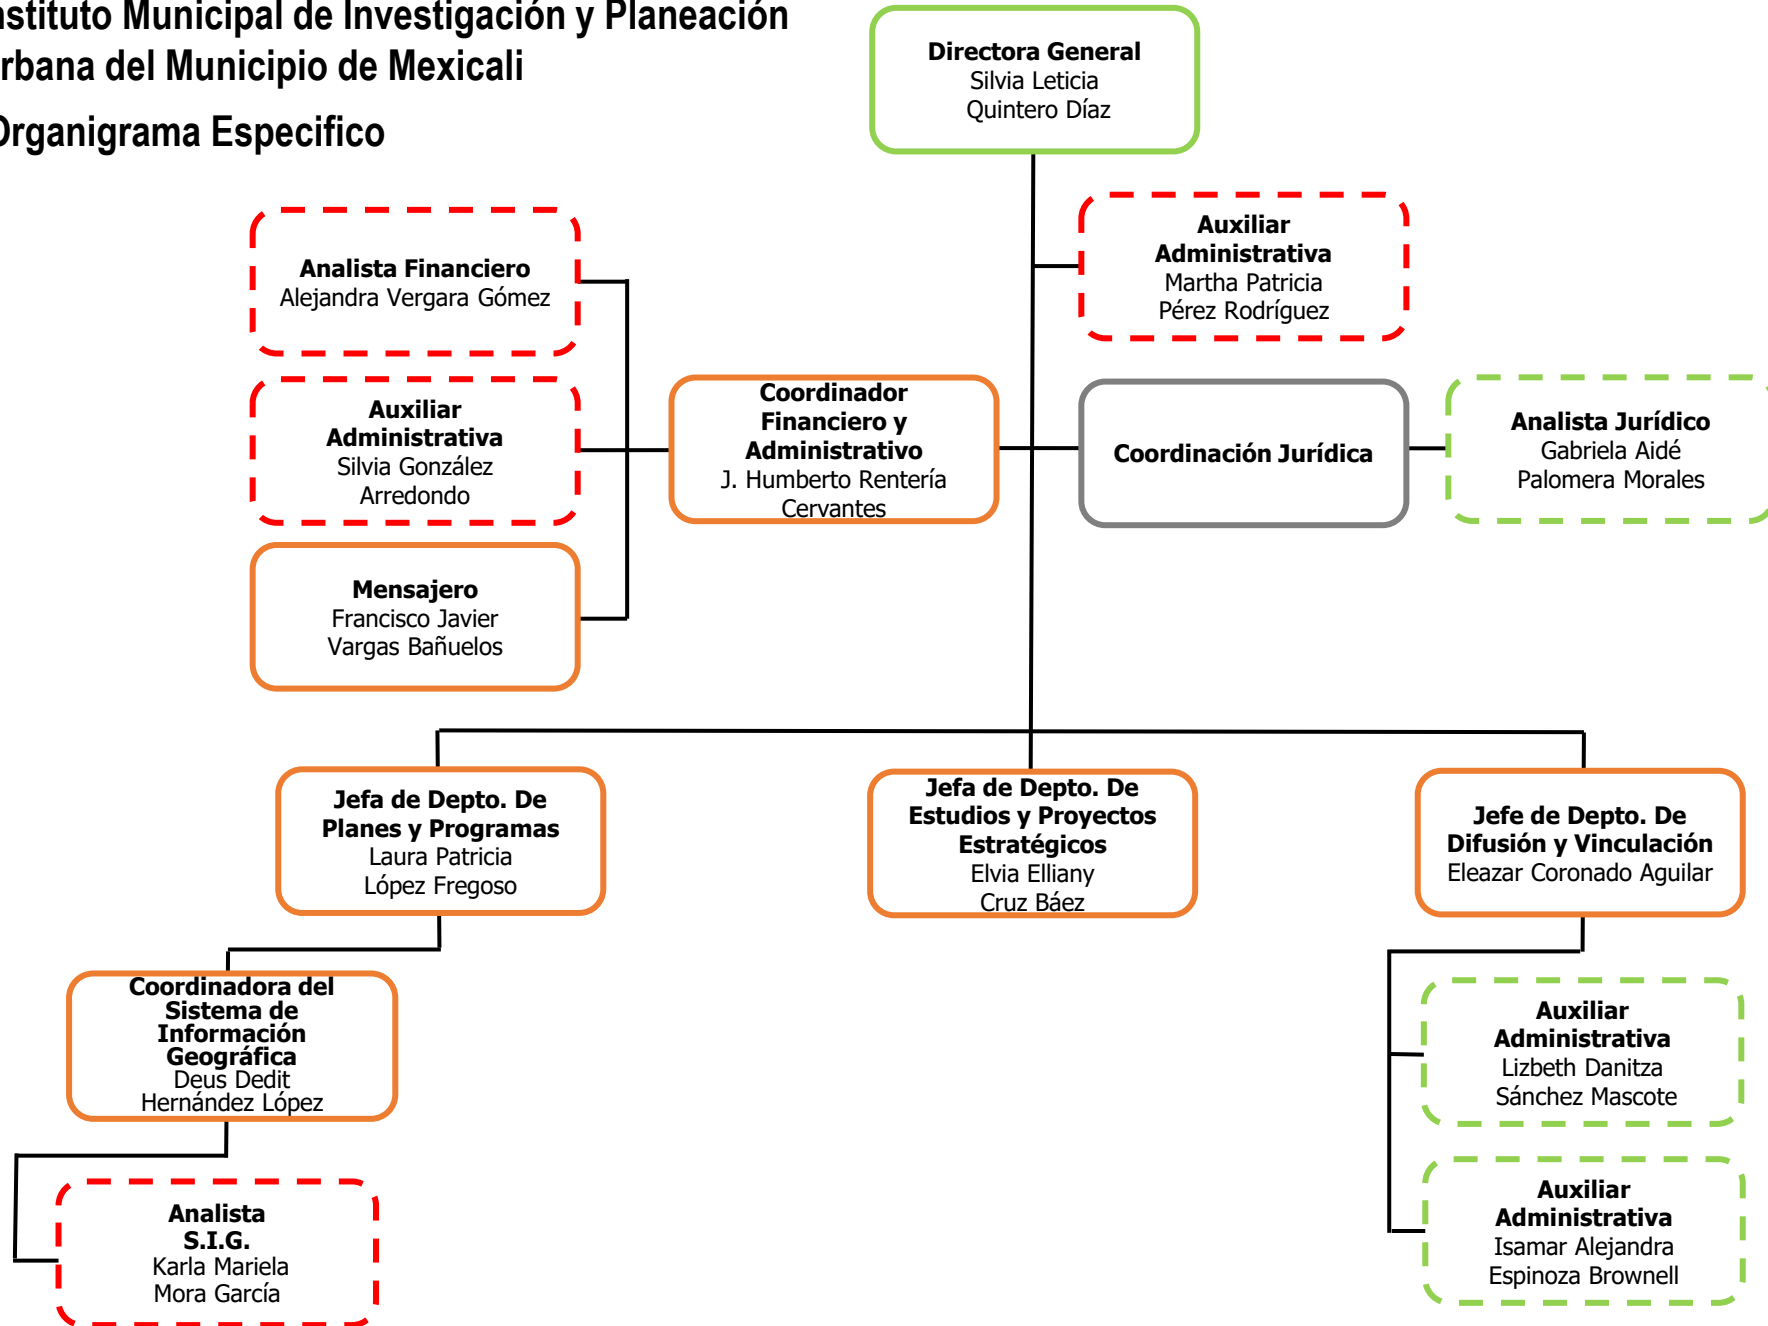 nstituto Municipal de Investigación y Planeación
rbana del Municipio de Mexicali
Organigrama Especifico
Directora General
Silvia Leticia
Quintero Díaz
Auxiliar
Administrativa
Martha Patricia
Pérez Rodríguez
Analista Financiero
Alejandra Vergara Gómez
Auxiliar
Administrativa
Silvia González
Arredondo
Mensajero
Francisco Javier
Vargas Bañuelos
Coordinador
Financiero y
Administrativo
J. Humberto Rentería
Cervantes
Coordinación Jurídica
Analista Jurídico
Gabriela Aidé
Palomera Morales
Jefa de Depto. De
Planes y Programas
Laura Patricia
López Fregoso
Jefa de Depto. De
Estudios y Proyectos
Estratégicos
Elvia Elliany
Cruz Báez
Jefe de Depto. De
Difusión y Vinculación
Eleazar Coronado Aguilar
Coordinadora del
Sistema de
Información
Geográfica
Deus Dedit
Hernández López
Analista
S.I.G.
Karla Mariela
Mora García
Auxiliar
Administrativa
Lizbeth Danitza
Sánchez Mascote
Auxiliar
Administrativa
Isamar Alejandra
Espinoza Brownell